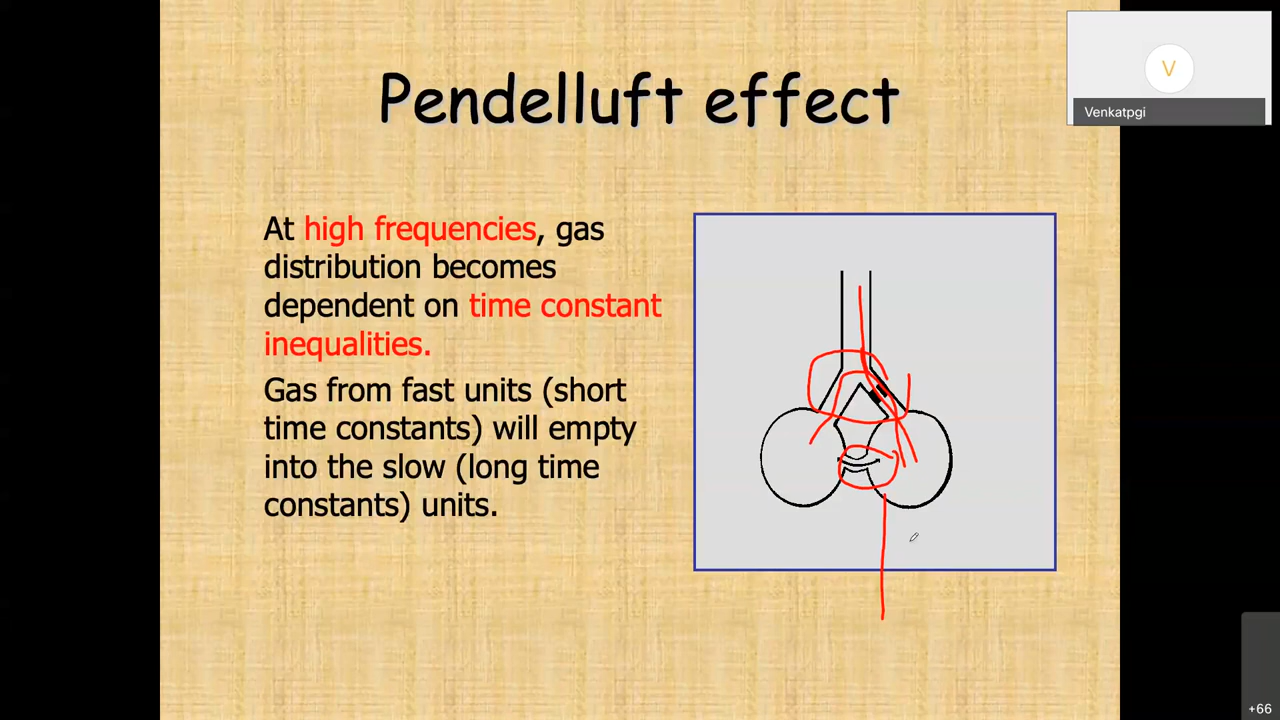 Pendelluft effect
V
Venkatpgi
At high frequencies, gas
distribution becomes
dependent on time constant
inequalities.
Gas from fast units (short
time constants) will empty
into the slow (long time
constants) units.
+66